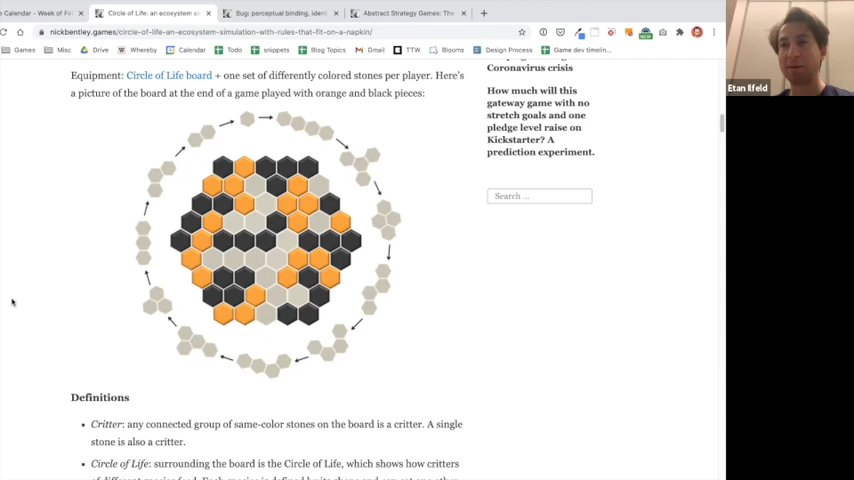 e Calendar – Week of Fe
Circle of Life: an ecosystem si
Bug: perceptual binding, ident
Abstract Strategy Games: The
nickbentley.games/circle-of-life-an-ecosystem-simulation-with-rules-that-fit-on-a-napkin/
Games
Misc
Drive
Whereby
Calendar
Todo
snippets
Blog Topics
Gmail
TTW
Blooms
Design Process
Game dev timelin...
Etan Ilfeld
Equipment: Circle of Life board + one set of differently colored stones per player. Here's
a picture of the board at the end of a game played with orange and black pieces:
Definitions
Critter: any connected group of same-color stones on the board is a critter. A single
stone is also a critter.
Circle of Life: surrounding the board is the Circle of Life, which shows how critters
Coronavirus crisis
How much will this
gateway game with no
stretch goals and one
pledge level raise on
Kickstarter? A
prediction experiment.
Search ...